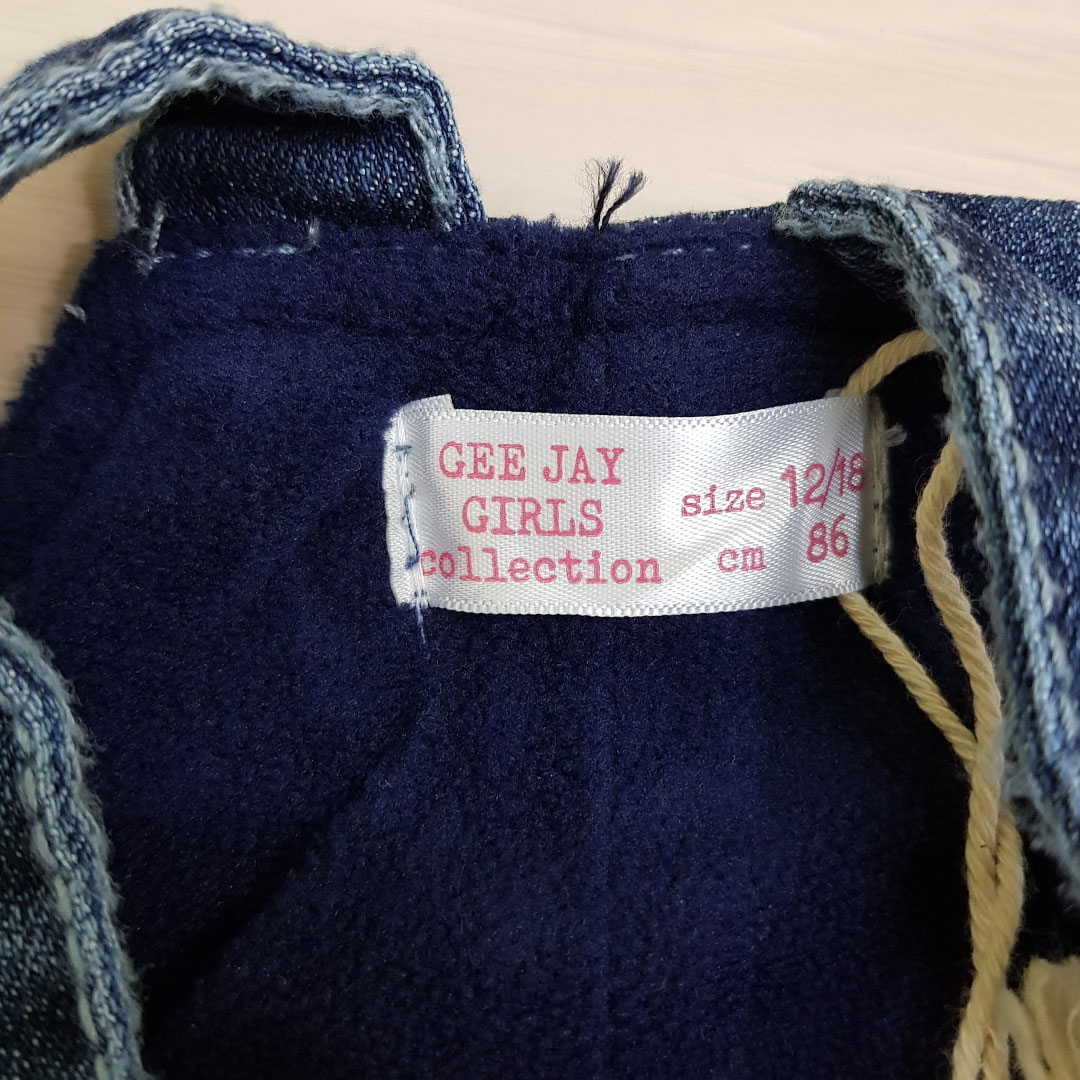 GEE JAY
GIRLS
collection
size 12/18
cm 86